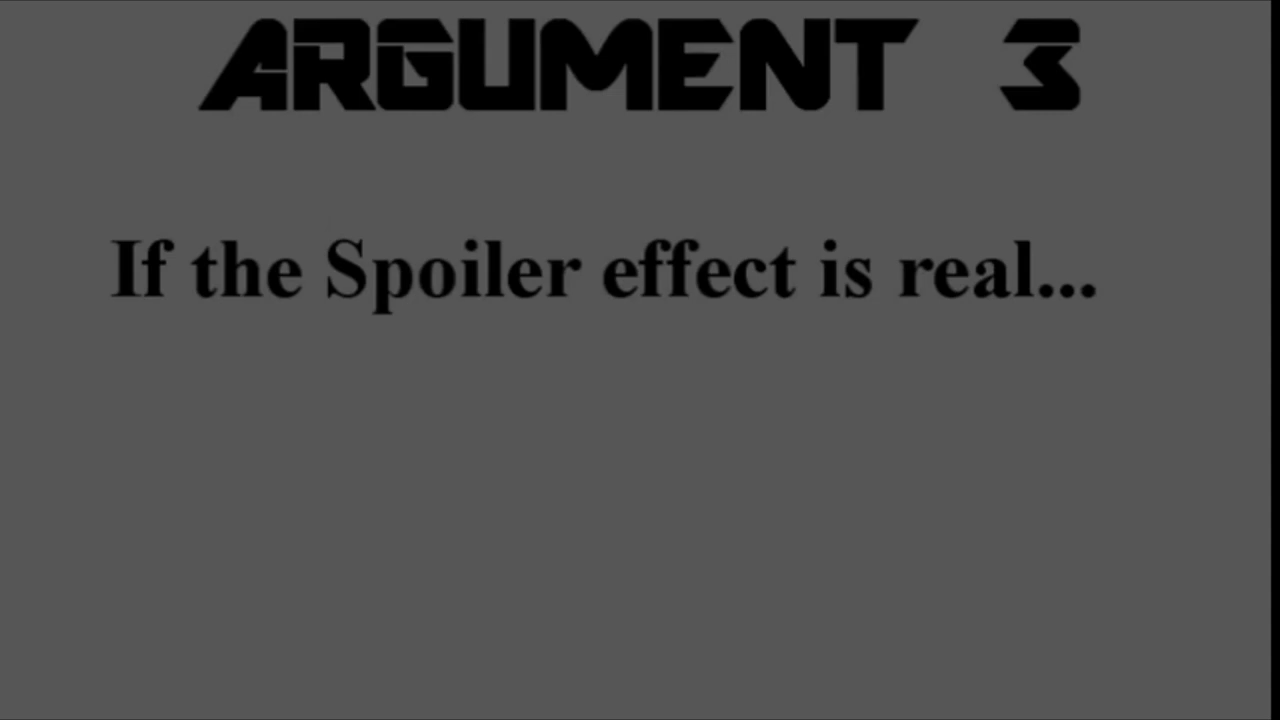 ARGUMENT 3
If the Spoiler effect is real...